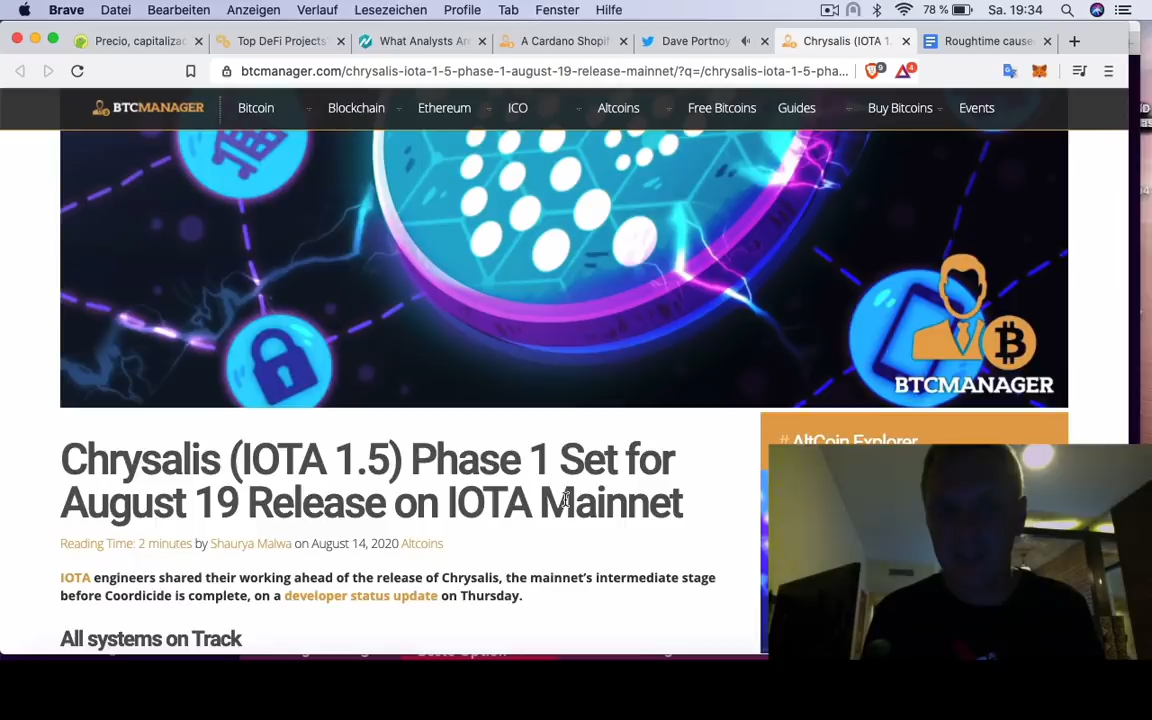 Brave Datei Bearbeiten Anzeigen Verlauf Lesezeichen Profile Tab Fenster Hilfe 78 % Sa. 19:34
Precio, capitaliza Top DeFi Projects What Analysts Are A Cardano Shopif Dave Portnoy Chrysalis (IOTA 1. Roughtime cause
btcmanager.com/chrysalis-iota-1-5-phase-1-august-19-release-mainnet/?q=/chrysalis-iota-1-5-pha... 9 4
BTCMANAGER Bitcoin Blockchain Ethereum ICO Altcoins Free Bitcoins Guides Buy Bitcoins Events
BTCMANAGER
Chrysalis (IOTA 1.5) Phase 1 Set for
August 19 Release on IOTA Mainnet
# AltCoin Explorer
Reading Time: 2 minutes by Shaurya Malwa on August 14, 2020 Altcoins
IOTA engineers shared their working ahead of the release of Chrysalis, the mainnet's intermediate stage
before Coordicide is complete, on a developer status update on Thursday.
All systems on Track